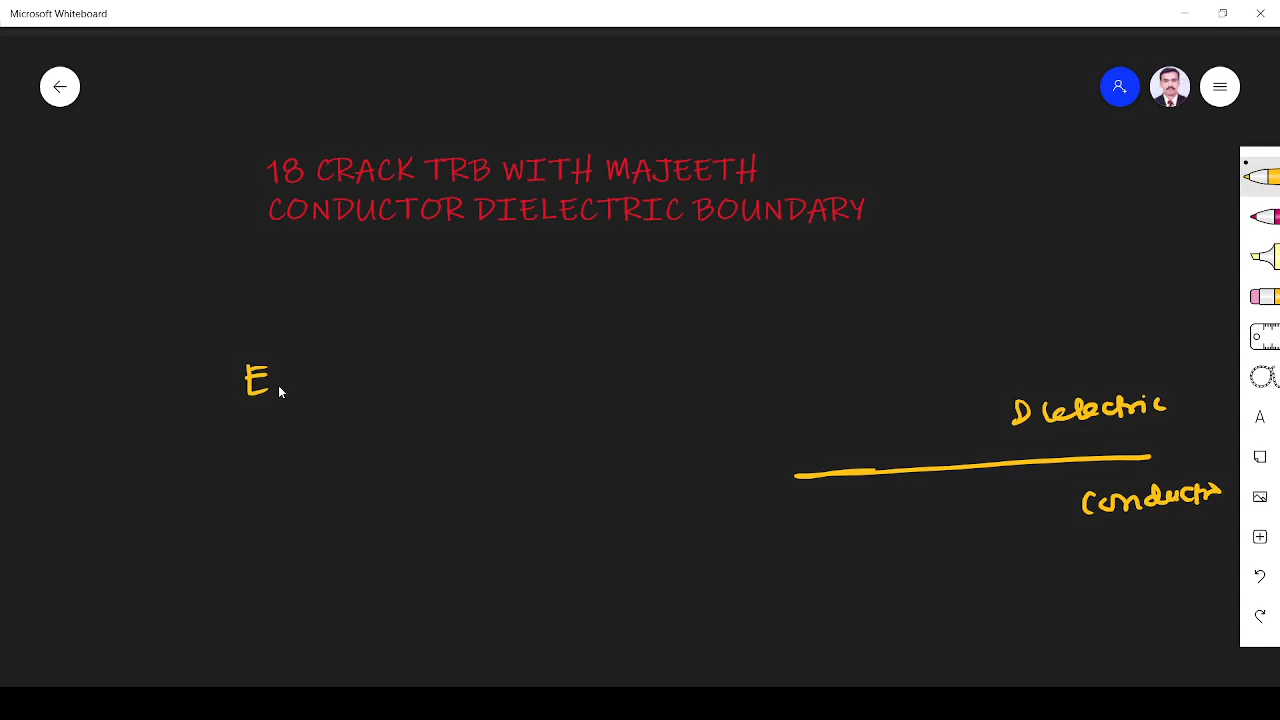 Microsoft Whiteboard
18 CRACK TRB WITH MAJEETH
CONDUCTOR DIELECTRIC BOUNDARY
E
Dielectric
Conductor
A